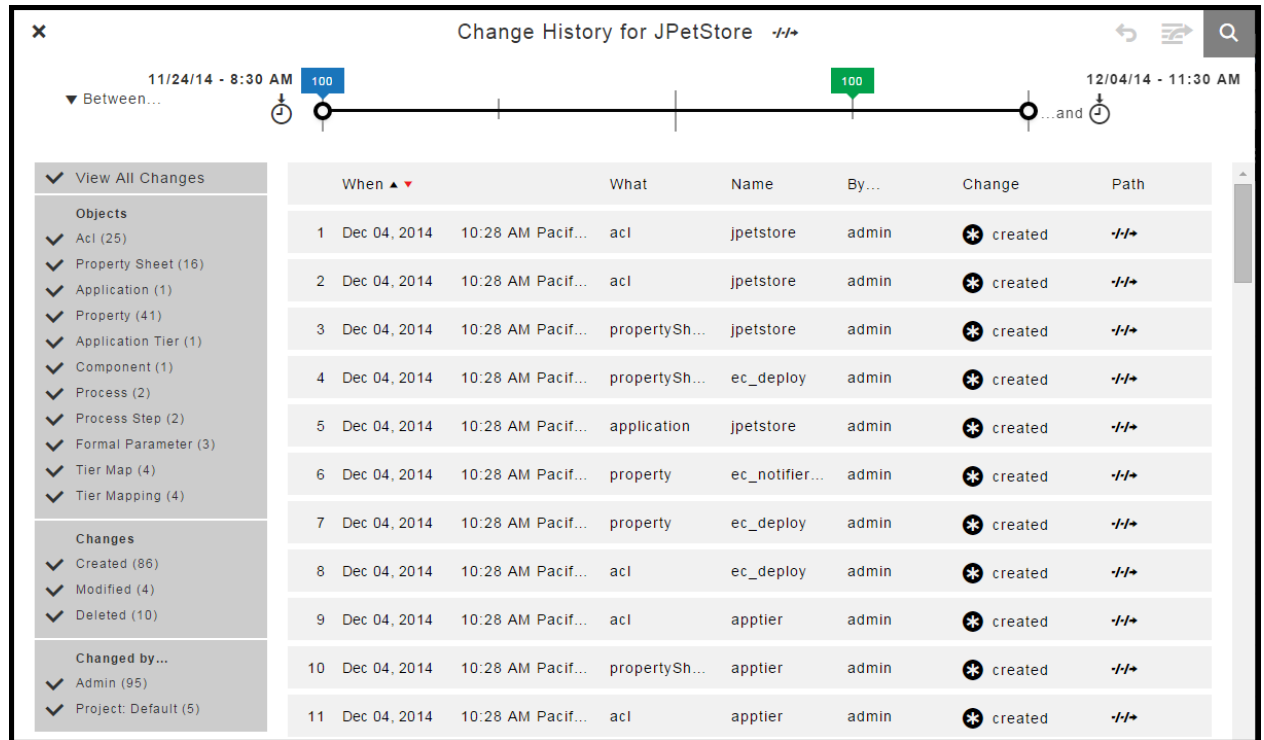 Change History for JPetStore
11/24/14 - 8:30 AM 100 100 12/04/14 - 11:30 AM
▼ Between... ...and
View All Changes
Objects
Acl (25)
Property Sheet (16)
Application (1)
Property (41)
Application Tier (1)
Component (1)
Process (2)
Process Step (2)
Formal Parameter (3)
Tier Map (4)
Tier Mapping (4)
Changes
Created (86)
Modified (4)
Deleted (10)
Changed by...
Admin (95)
Project: Default (5)
When ▲ ▼ What Name By... Change Path
1 Dec 04, 2014 10:28 AM Pacif... acl jpetstore admin created
2 Dec 04, 2014 10:28 AM Pacif... acl jpetstore admin created
3 Dec 04, 2014 10:28 AM Pacif... propertySh... jpetstore admin created
4 Dec 04, 2014 10:28 AM Pacif... propertySh... ec_deploy admin created
5 Dec 04, 2014 10:28 AM Pacif... application jpetstore admin created
6 Dec 04, 2014 10:28 AM Pacif... property ec_notifier... admin created
7 Dec 04, 2014 10:28 AM Pacif... property ec_deploy admin created
8 Dec 04, 2014 10:28 AM Pacif... acl ec_deploy admin created
9 Dec 04, 2014 10:28 AM Pacif... acl apptier admin created
10 Dec 04, 2014 10:28 AM Pacif... propertySh... apptier admin created
11 Dec 04, 2014 10:28 AM Pacif... acl apptier admin created